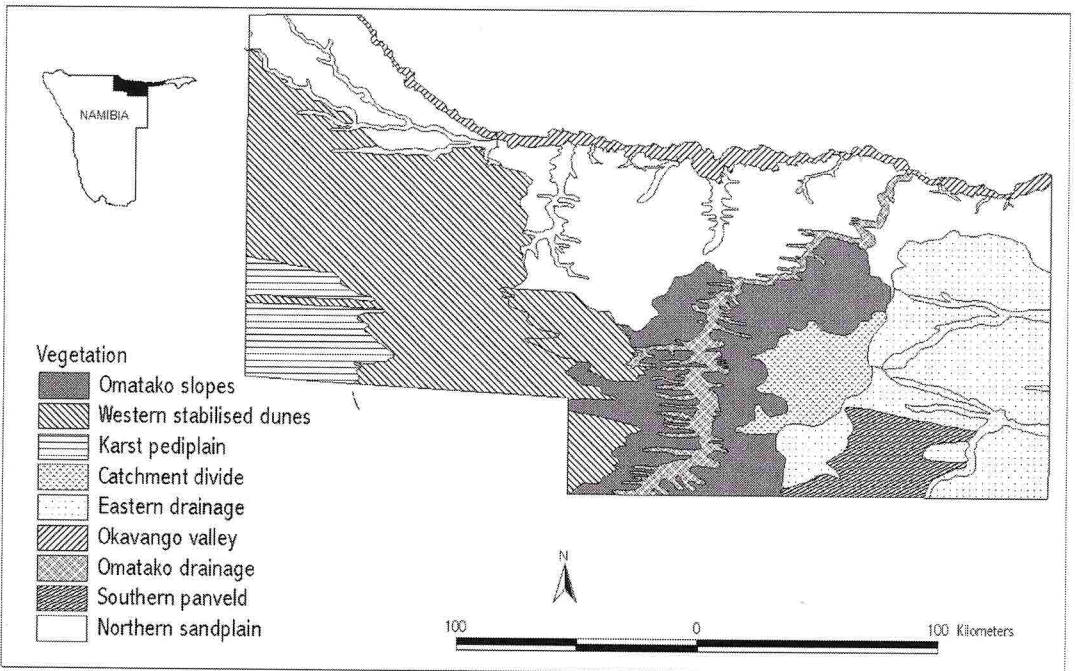 NAMIBIA
Vegetation
Omatako slopes
Western stabilised dunes
Karst pediplain
Catchment divide
Eastern drainage
Okavango valley
Omatako drainage
Southern panveld
Northern sandplain
N
100 0 100 Kilometers